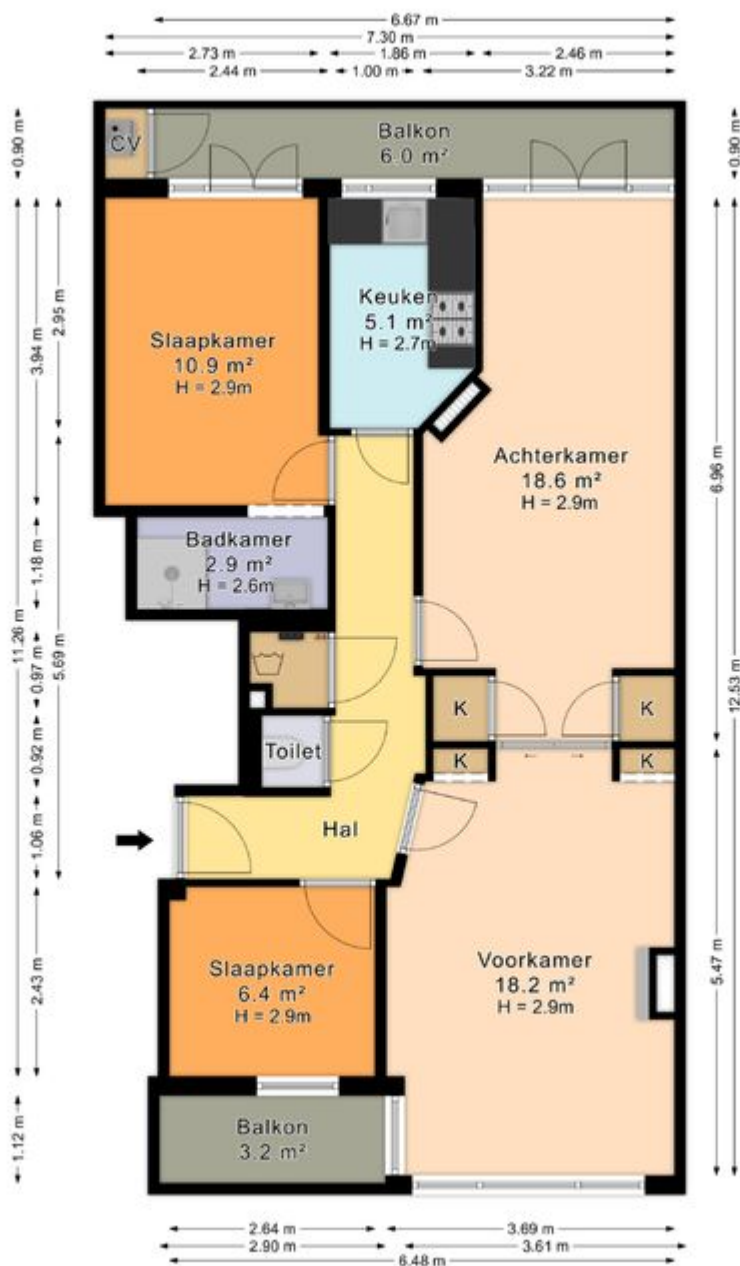 6.67 m
7.30 m
2.73 m
1.86 m
2.46 m
2.44 m
1.00 m
3.22 m
0.90 m
0.90 m
CV
Balkon
6.0 m²
3.94 m
2.95 m
Slaapkamer
10.9 m²
H = 2.9m
Keuken
5.1 m²
H = 2.7m
Achterkamer
18.6 m²
H = 2.9m
6.96 m
12.53 m
Badkamer
2.9 m²
H = 2.6m
1.18 m
11.26 m
0.97 m
5.69 m
0.92 m
1.06 m
K
K
K
K
Toilet
Hal
Slaapkamer
6.4 m²
H = 2.9m
2.43 m
Voorkamer
18.2 m²
H = 2.9m
5.47 m
Balkon
3.2 m²
1.12 m
2.64 m
3.69 m
2.90 m
3.61 m
6.48 m